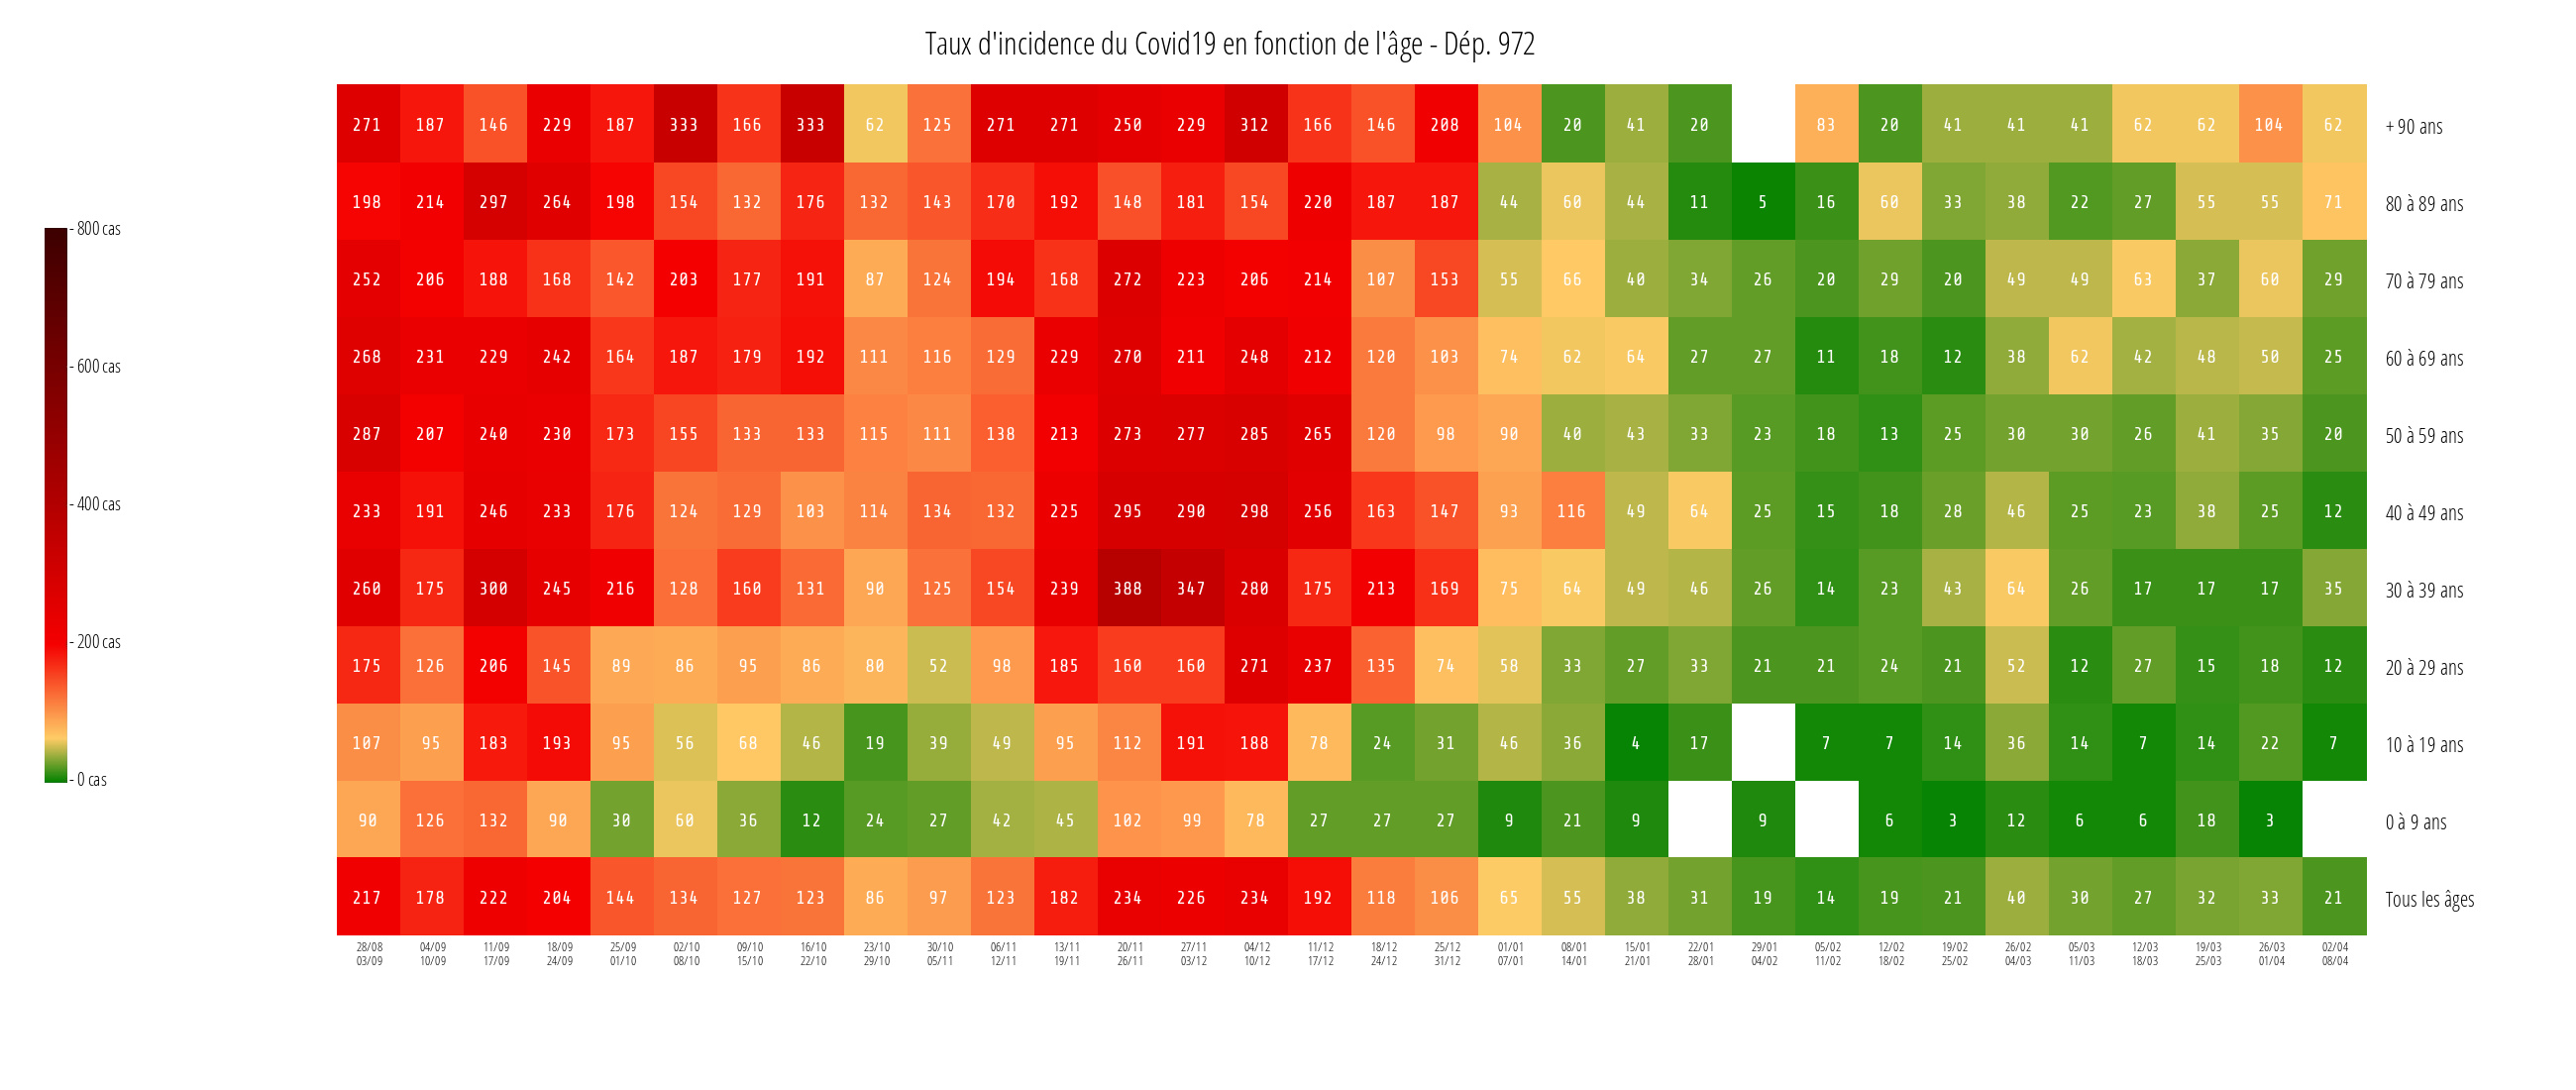 Taux d'incidence du Covid19 en fonction de l'âge - Dép. 972
271 187 146 229 187 333 166 333 62 125 271 271 250 229 312 166 146 208 104 20 41 20 83 20 41 41 41 62 62 104 62 + 90 ans
198 214 297 264 198 154 132 176 132 143 170 192 148 181 154 220 187 187 44 60 44 11 5 16 60 33 38 22 27 55 55 71 80 à 89 ans
- 800 cas
252 206 188 168 142 203 177 191 87 124 194 168 272 223 206 214 107 153 55 66 40 34 26 20 29 20 49 49 63 37 60 29 70 à 79 ans
268 231 229 242 164 187 179 192 111 116 129 229 270 211 248 212 120 103 74 62 64 27 27 11 18 12 38 62 42 48 50 25 60 à 69 ans
- 600 cas
287 207 240 230 173 155 133 133 115 111 138 213 273 277 285 265 120 98 90 40 43 33 23 18 13 25 30 30 26 41 35 20 50 à 59 ans
- 400 cas
233 191 246 233 176 124 129 103 114 134 132 225 295 290 298 256 163 147 93 116 49 64 25 15 18 28 46 25 23 38 25 12 40 à 49 ans
260 175 300 245 216 128 160 131 90 125 154 239 388 347 280 175 213 169 75 64 49 46 26 14 23 43 64 26 17 17 17 35 30 à 39 ans
- 200 cas
175 126 206 145 89 86 95 86 80 52 98 185 160 160 271 237 135 74 58 33 27 33 21 21 24 21 52 12 27 15 18 12 20 à 29 ans
107 95 183 193 95 56 68 46 19 39 49 95 112 191 188 78 24 31 46 36 4 17 7 7 14 36 14 7 14 22 7 10 à 19 ans
- 0 cas
90 126 132 90 30 60 36 12 24 27 42 45 102 99 78 27 27 27 9 21 9 9 6 3 12 6 6 18 3 0 à 9 ans
217 178 222 204 144 134 127 123 86 97 123 182 234 226 234 192 118 106 65 55 38 31 19 14 19 21 40 30 27 32 33 21 Tous les âges
28/08 04/09 11/09 18/09 25/09 02/10 09/10 16/10 23/10 30/10 06/11 13/11 20/11 27/11 04/12 11/12 18/12 25/12 01/01 08/01 15/01 22/01 29/01 05/02 12/02 19/02 26/02 05/03 12/03 19/03 26/03 02/04
03/09 10/09 17/09 24/09 01/10 08/10 15/10 22/10 29/10 05/11 12/11 19/11 26/11 03/12 10/12 17/12 24/12 31/12 07/01 14/01 21/01 28/01 04/02 11/02 18/02 25/02 04/03 11/03 18/03 25/03 01/04 08/04